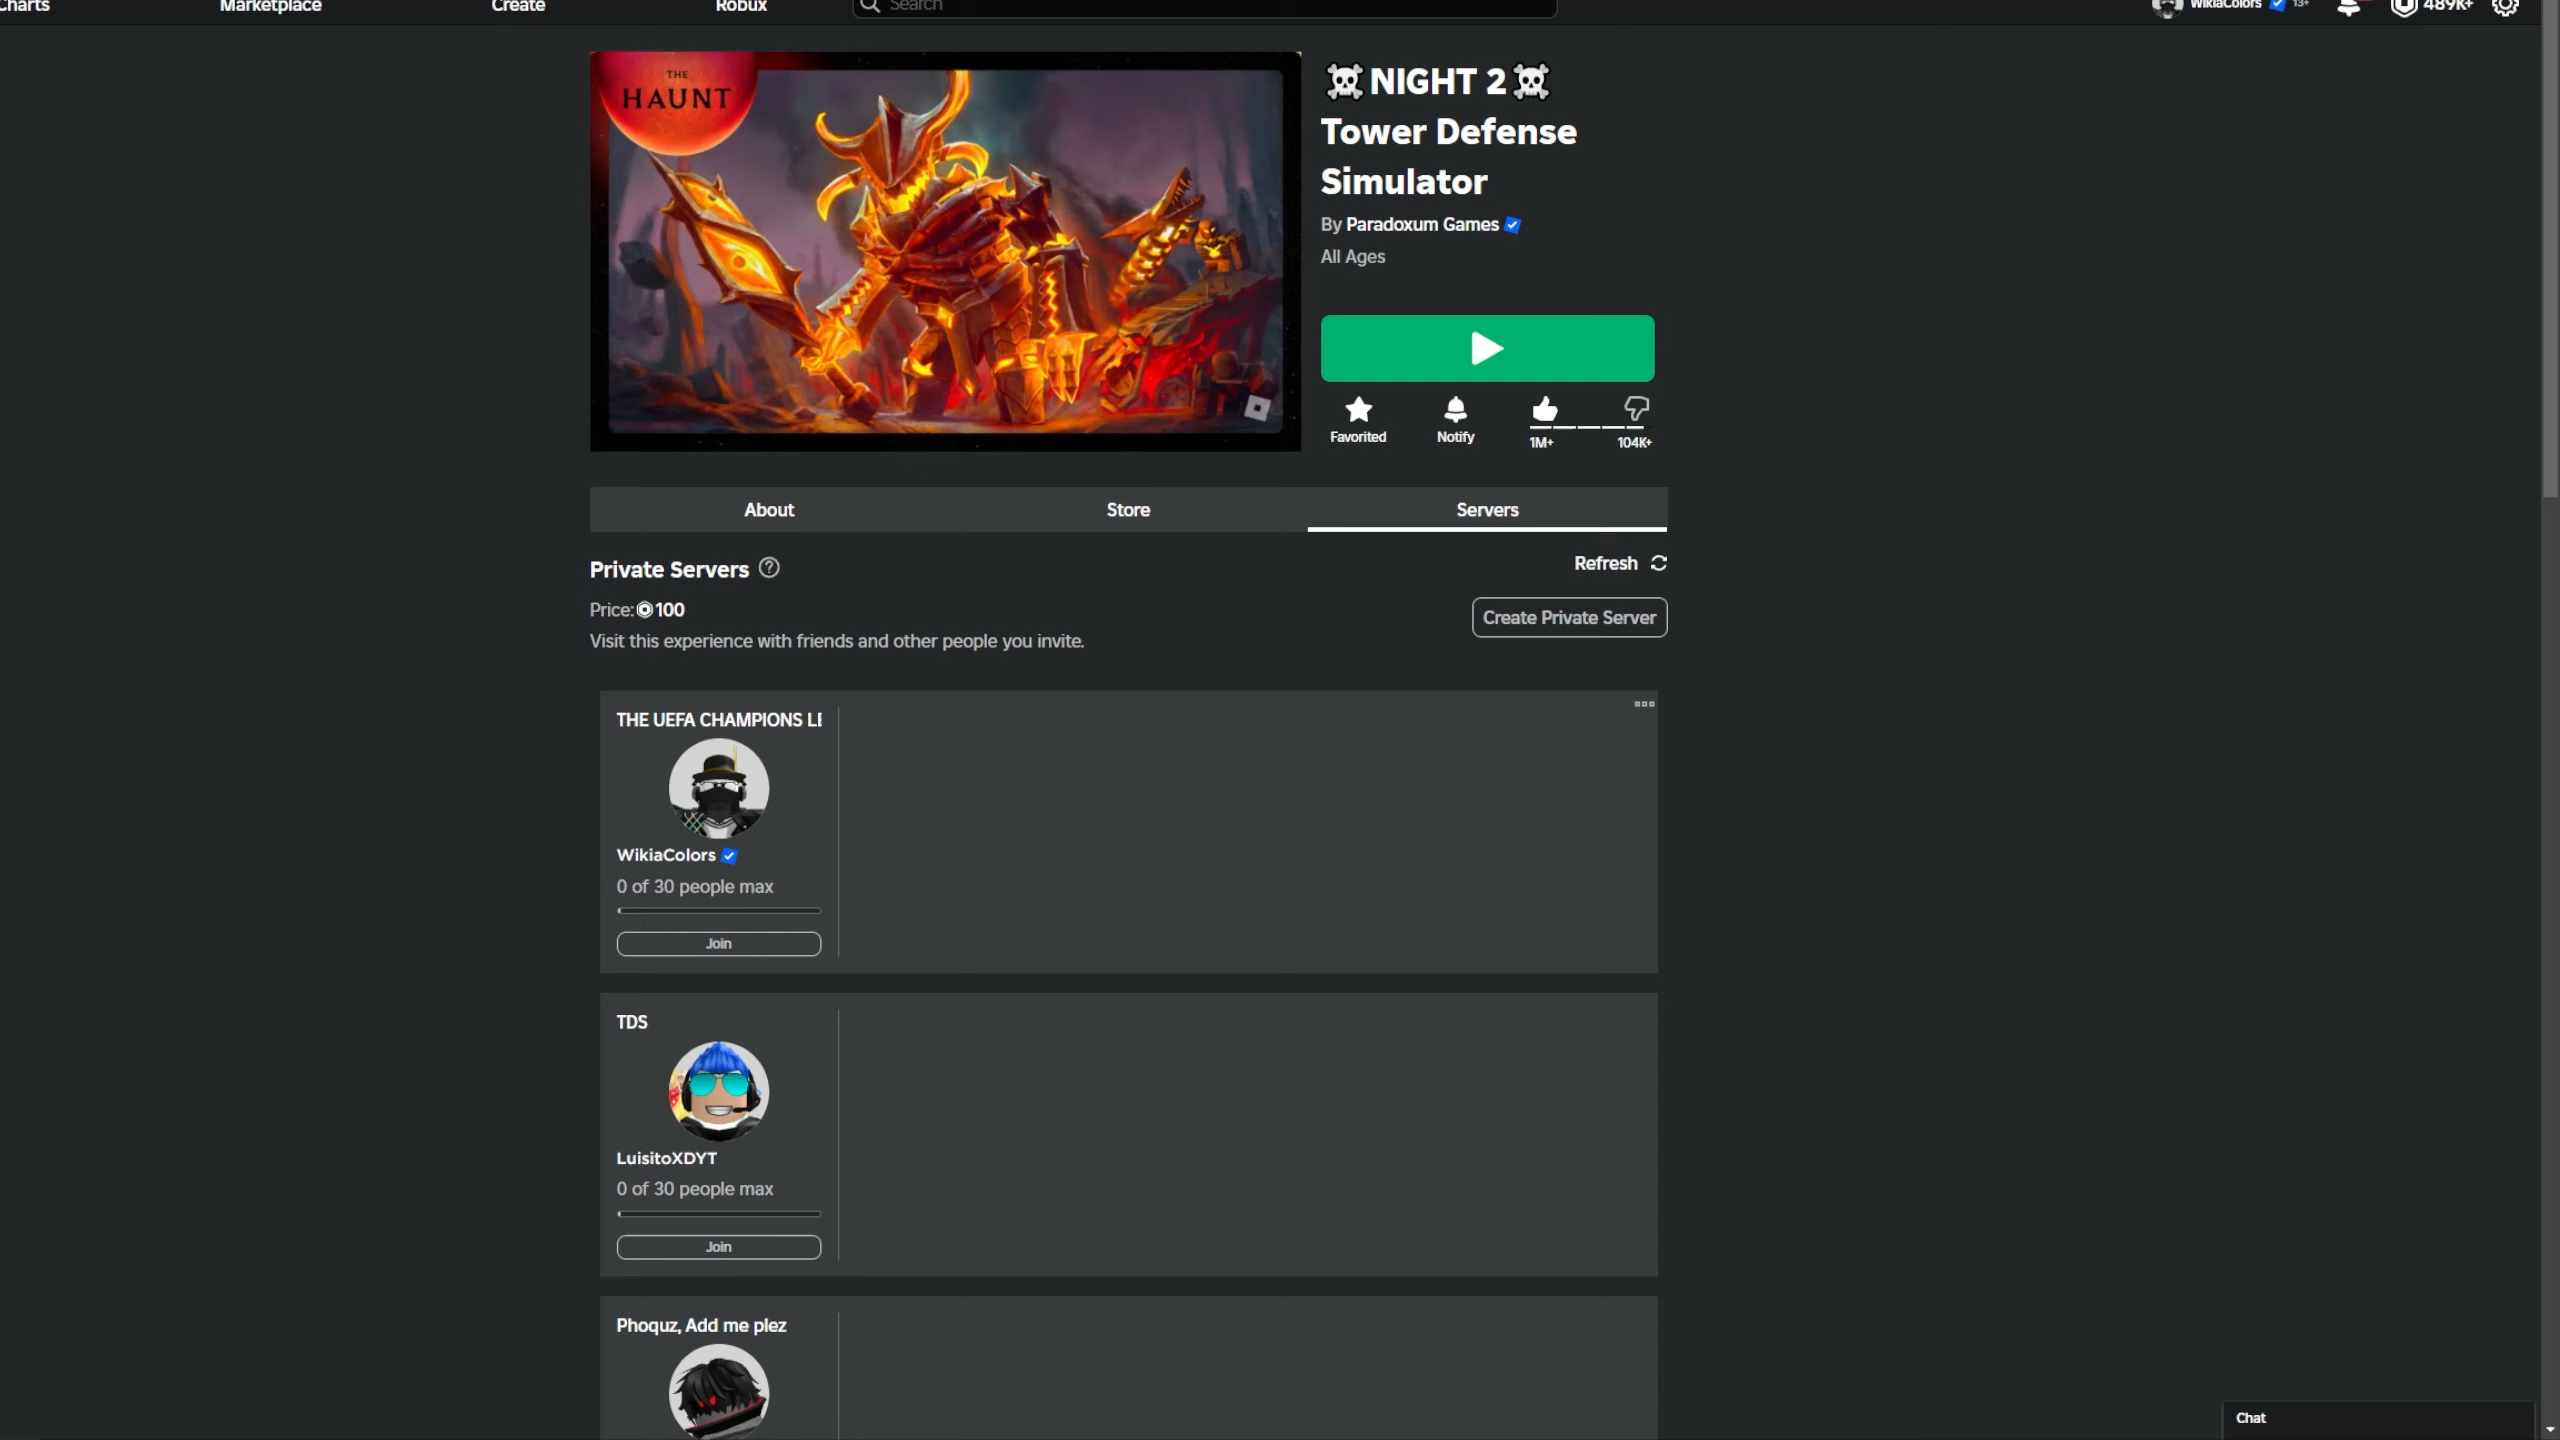 Charts
Marketplace
Create
Robux
Search
WikiaColors
13+
489K+
THE
HAUNT
☠NIGHT 2☠
Tower Defense
Simulator
By Paradoxum Games
All Ages
Favorited
Notify
1M+
104K+
About
Store
Servers
Private Servers
Refresh
Price: 100
Create Private Server
Visit this experience with friends and other people you invite.
THE UEFA CHAMPIONS LE
WikiaColors
0 of 30 people max
Join
TDS
LuisitoXDYT
0 of 30 people max
Join
Phoquz, Add me plez
Chat